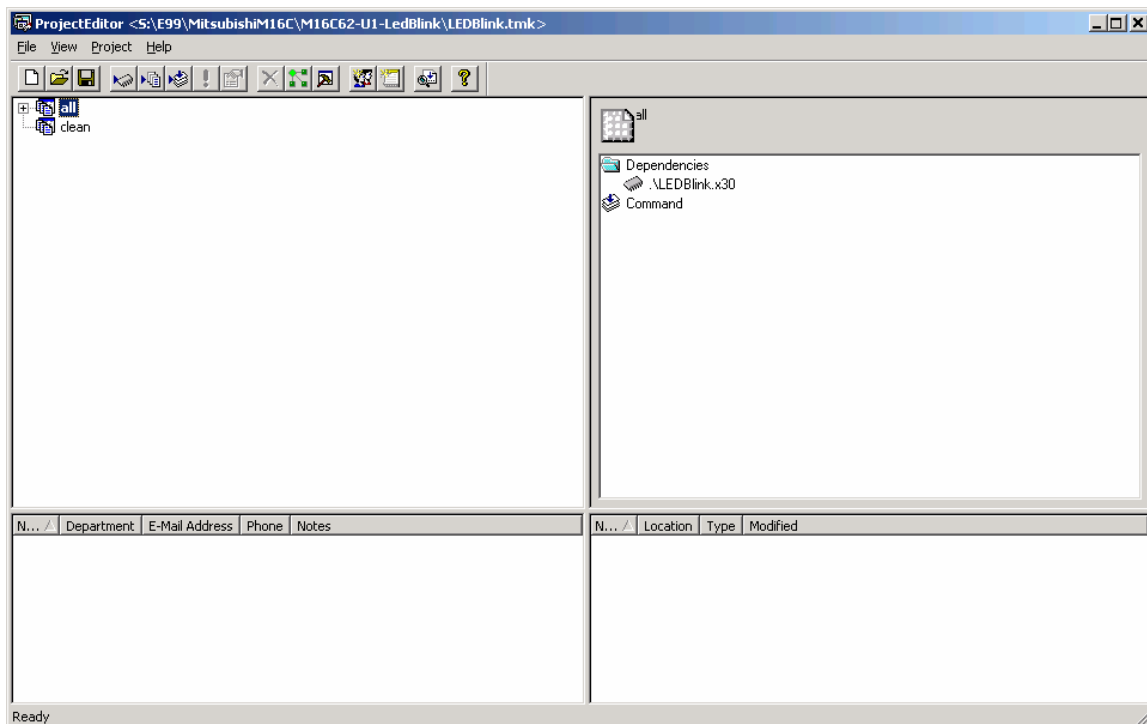 ProjectEditor <S:\E99\MitsubishiM16C\M16C62-U1-LedBlink\LEDBlink.tmk>
File View Project Help
all
clean
all
Dependencies
.\LEDBlink.x30
Command
N... Department E-Mail Address Phone Notes
N... Location Type Modified
Ready